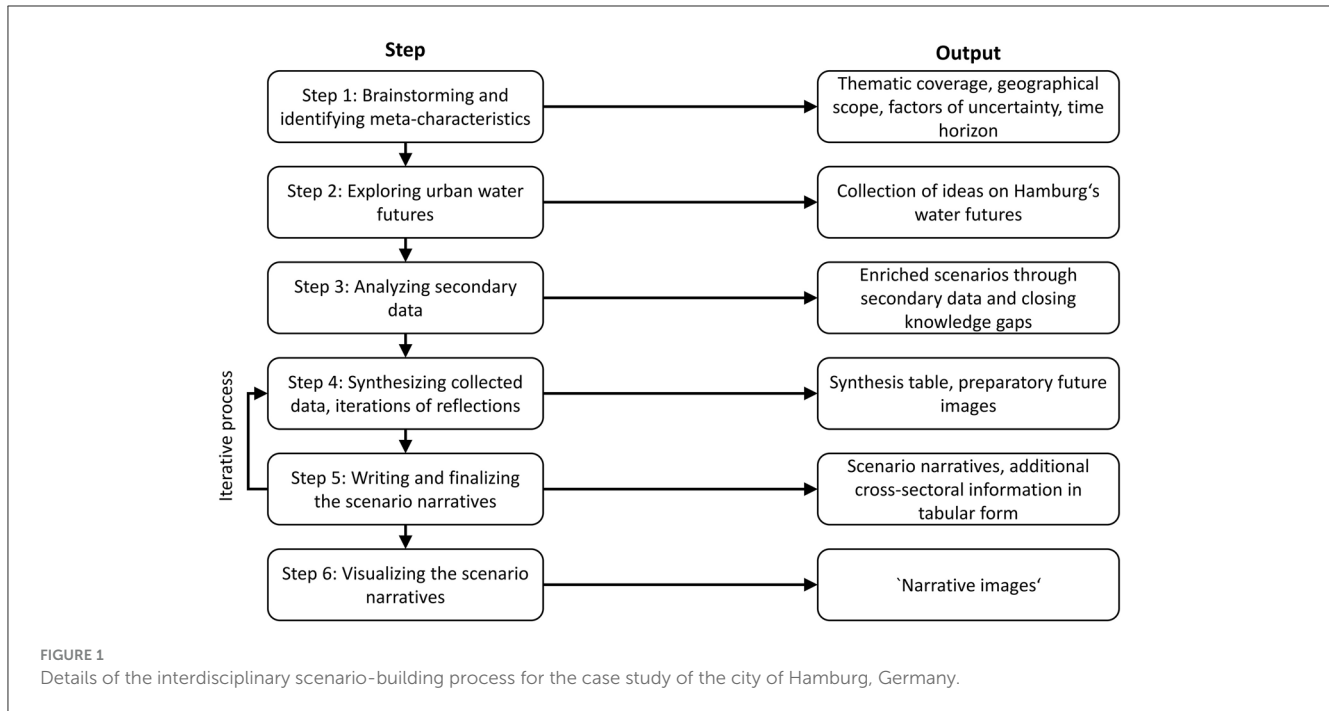 Step
Output
Step 1: Brainstorming and
identifying meta-characteristics
Thematic coverage, geographical
scope, factors of uncertainty, time
horizon
Step 2: Exploring urban water
futures
Collection of ideas on Hamburg‘s
water futures
Step 3: Analyzing secondary
data
Enriched scenarios through
secondary data and closing
knowledge gaps
Iterative process
Step 4: Synthesizing collected
data, iterations of reflections
Synthesis table, preparatory future
images
Step 5: Writing and finalizing
the scenario narratives
Scenario narratives, additional
cross-sectoral information in
tabular form
Step 6: Visualizing the scenario
narratives
`Narrative images‘
FIGURE 1
Details of the interdisciplinary scenario-building process for the case study of the city of Hamburg, Germany.